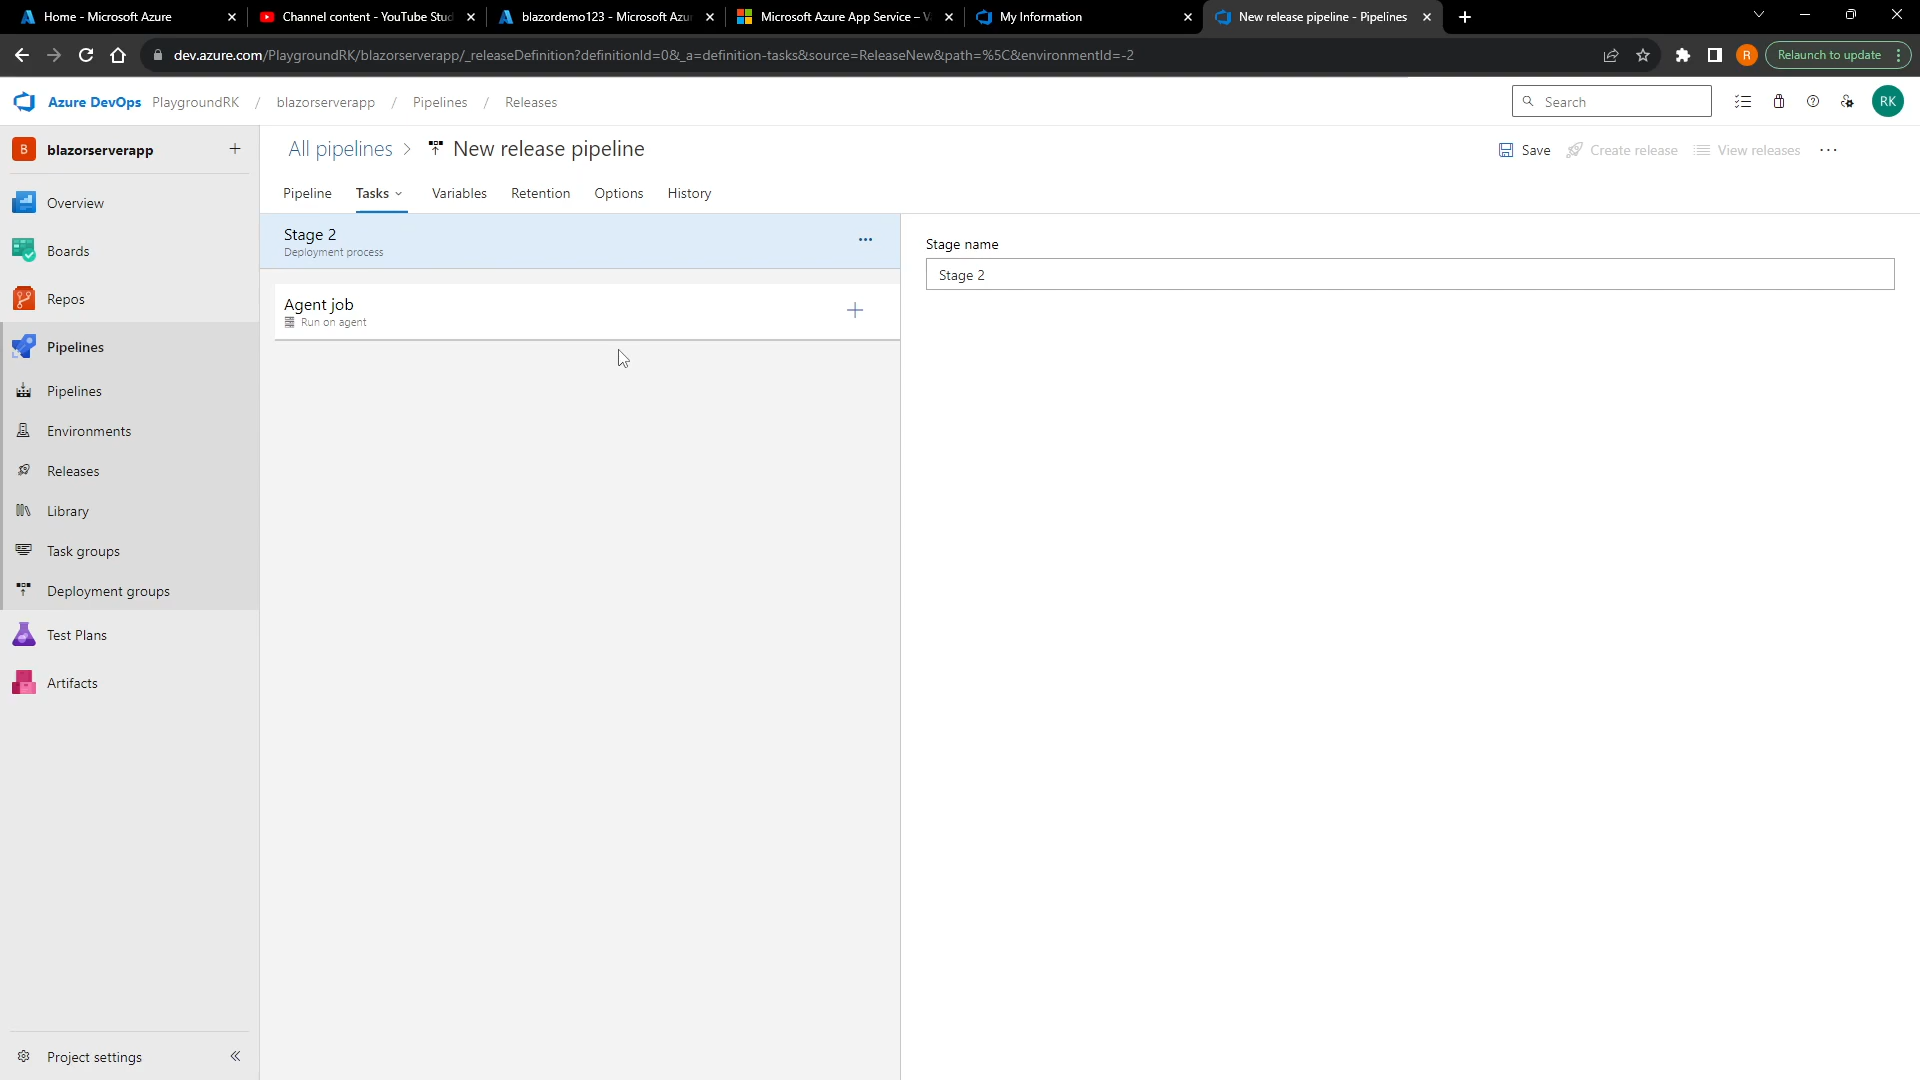 Home - Microsoft Azure
Channel content - YouTube Stud
blazordemo123 - Microsoft Azur
Microsoft Azure App Service – V
My Information
New release pipeline - Pipelines
dev.azure.com/PlaygroundRK/blazorserverapp/_releaseDefinition?definitionId=0&_a=definition-tasks&source=ReleaseNew&path=%5C&environmentId=-2
R
Relaunch to update
Azure DevOps PlaygroundRK / blazorserverapp / Pipelines / Releases
Search
RK
B blazorserverapp
All pipelines > New release pipeline
Save
Create release
View releases
Pipeline
Tasks
Variables
Retention
Options
History
Overview
Boards
Repos
Pipelines
Pipelines
Environments
Releases
Library
Task groups
Deployment groups
Test Plans
Artifacts
Project settings
Stage 2
Deployment process
Agent job
Run on agent
Stage name
Stage 2